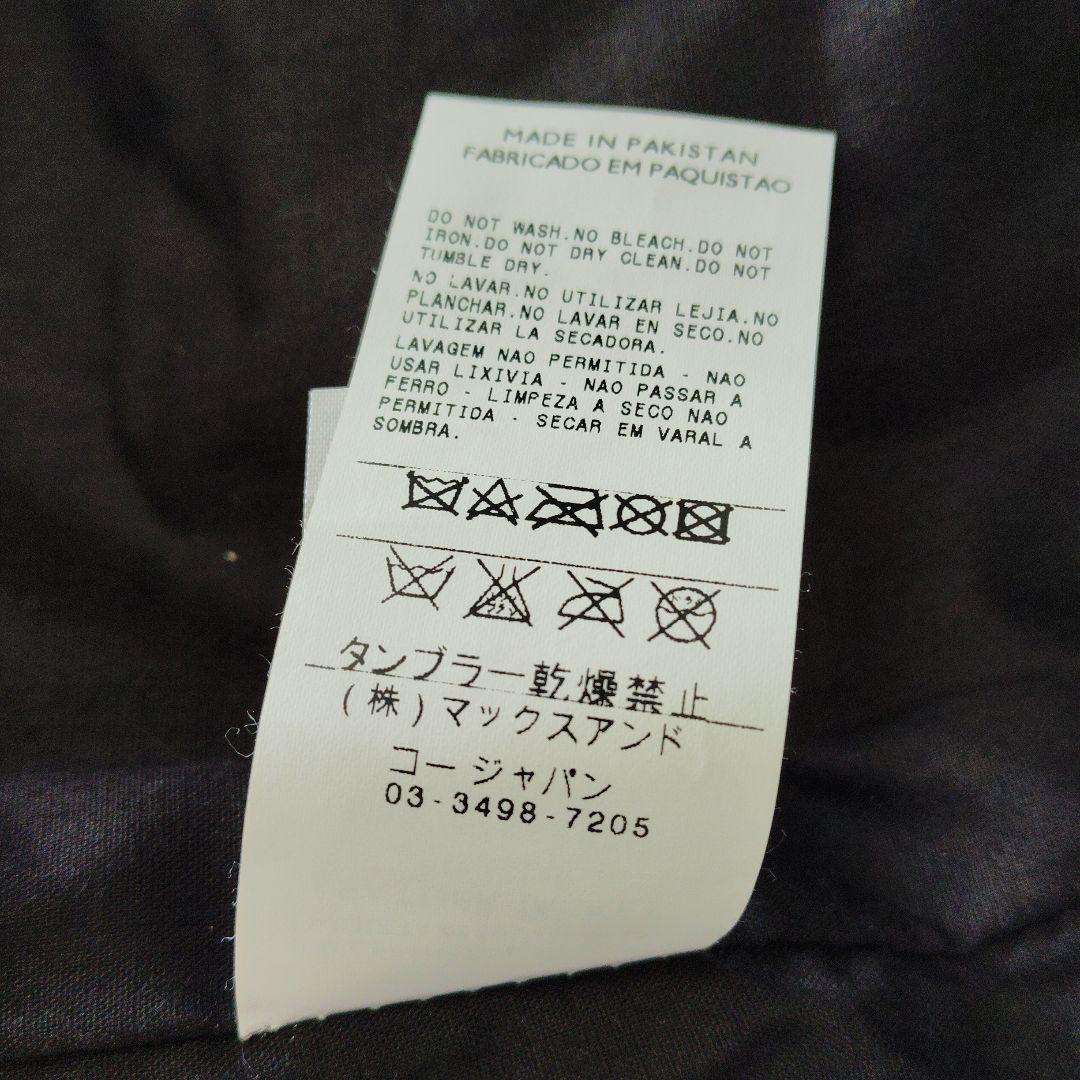 MADE IN PAKISTAN
FABRICADO EM PAQUISTAO
DO NOT WASH.NO BLEACH.DO NOT
IRON.DO NOT DRY CLEAN.DO NOT
TUMBLE DRY.
NO LAVAR.NO UTILIZAR LEJIA.NO
PLANCHAR.NO LAVAR EN SECO.NO
UTILIZAR LA SECADORA.
LAVAGEM NAO PERMITIDA - NAO
USAR LIXIVIA - NAO PASSAR A
FERRO - LIMPEZA A SECO NAO
PERMITIDA - SECAR EM VARAL A
SOMBRA.
タンブラー乾燥禁止
(株)マックスアンド
コージャパン
03-3498-7205